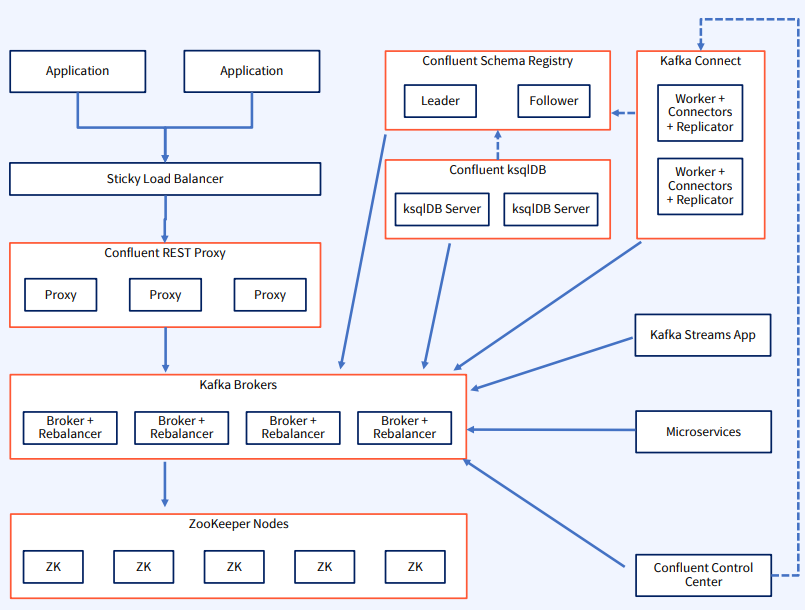 Application
Application
Sticky Load Balancer
Confluent REST Proxy
Proxy
Proxy
Proxy
Confluent Schema Registry
Leader
Follower
Confluent ksqlDB
ksqlDB Server
ksqlDB Server
Kafka Connect
Worker +
Connectors
+ Replicator
Worker +
Connectors
+ Replicator
Kafka Streams App
Microservices
Confluent Control
Center
Kafka Brokers
Broker +
Rebalancer
Broker +
Rebalancer
Broker +
Rebalancer
Broker +
Rebalancer
ZooKeeper Nodes
ZK
ZK
ZK
ZK
ZK